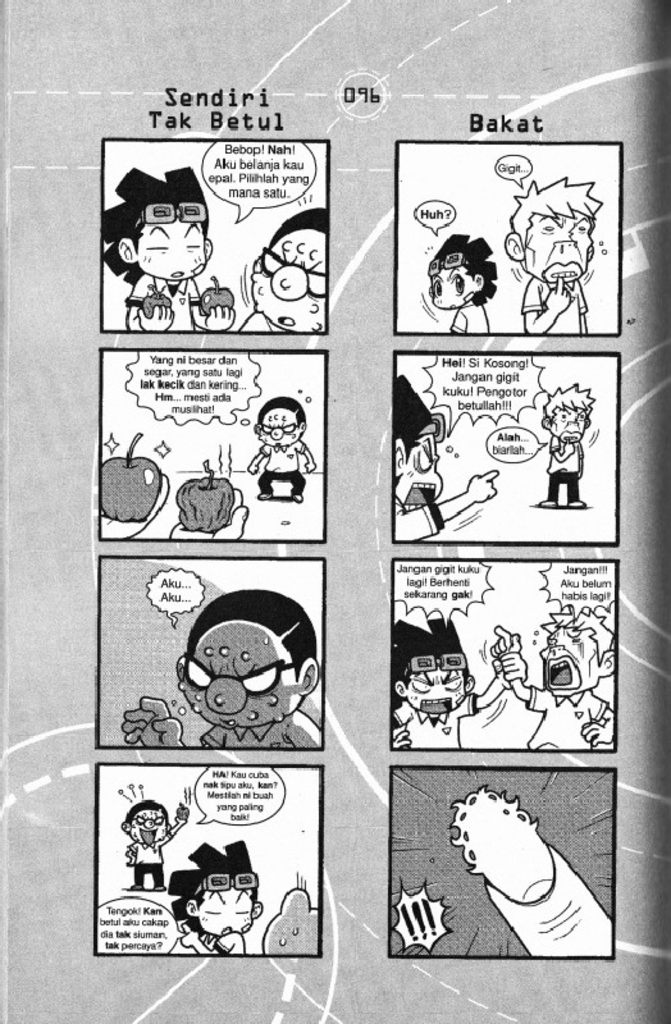 096
Sendiri
Tak Betul
Bebop! Nah!
Aku belanja kau
epal. Pilihlah yang
mana satu.
Yang ni besar dan
segar, yang satu lagi
lak kecik dan kering...
Hm... mesti ada
muslihat!
Aku...
Aku...
HA! Kau cuba
nak tipu aku, kan?
Mestilah ni buah
yang paling
baik!
Tengok! Kan
betul aku cakap
dia tak siuman,
tak percaya?
Bakat
Gigit...
Huh?
Hei! Si Kosong!
Jangan gigit
kuku! Pengotor
betullah!!!
Alah...
biarllah...
Jangan gigit kuku
lagi! Berhenti
selkarang gak!
Jangan!!!
Aku belum
habis lagi!
!!!